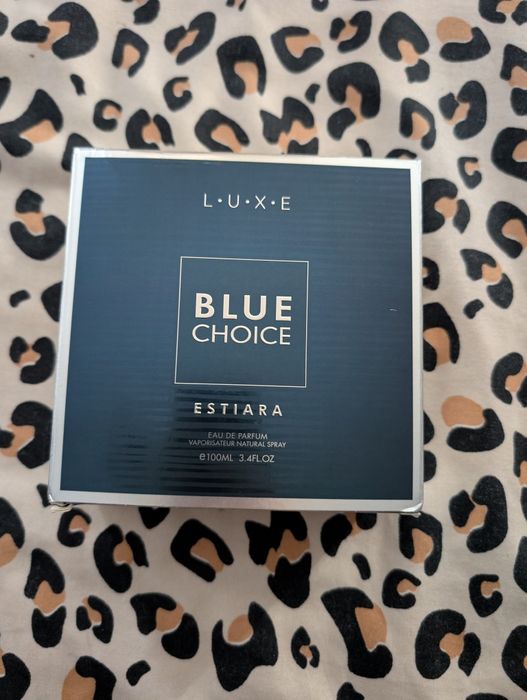 L·U·X·E
BLUE
CHOICE
ESTIARA
EAU DE PARFUM
VAPORISATEUR NATURAL SPRAY
℮100ML 3.4FL.OZ